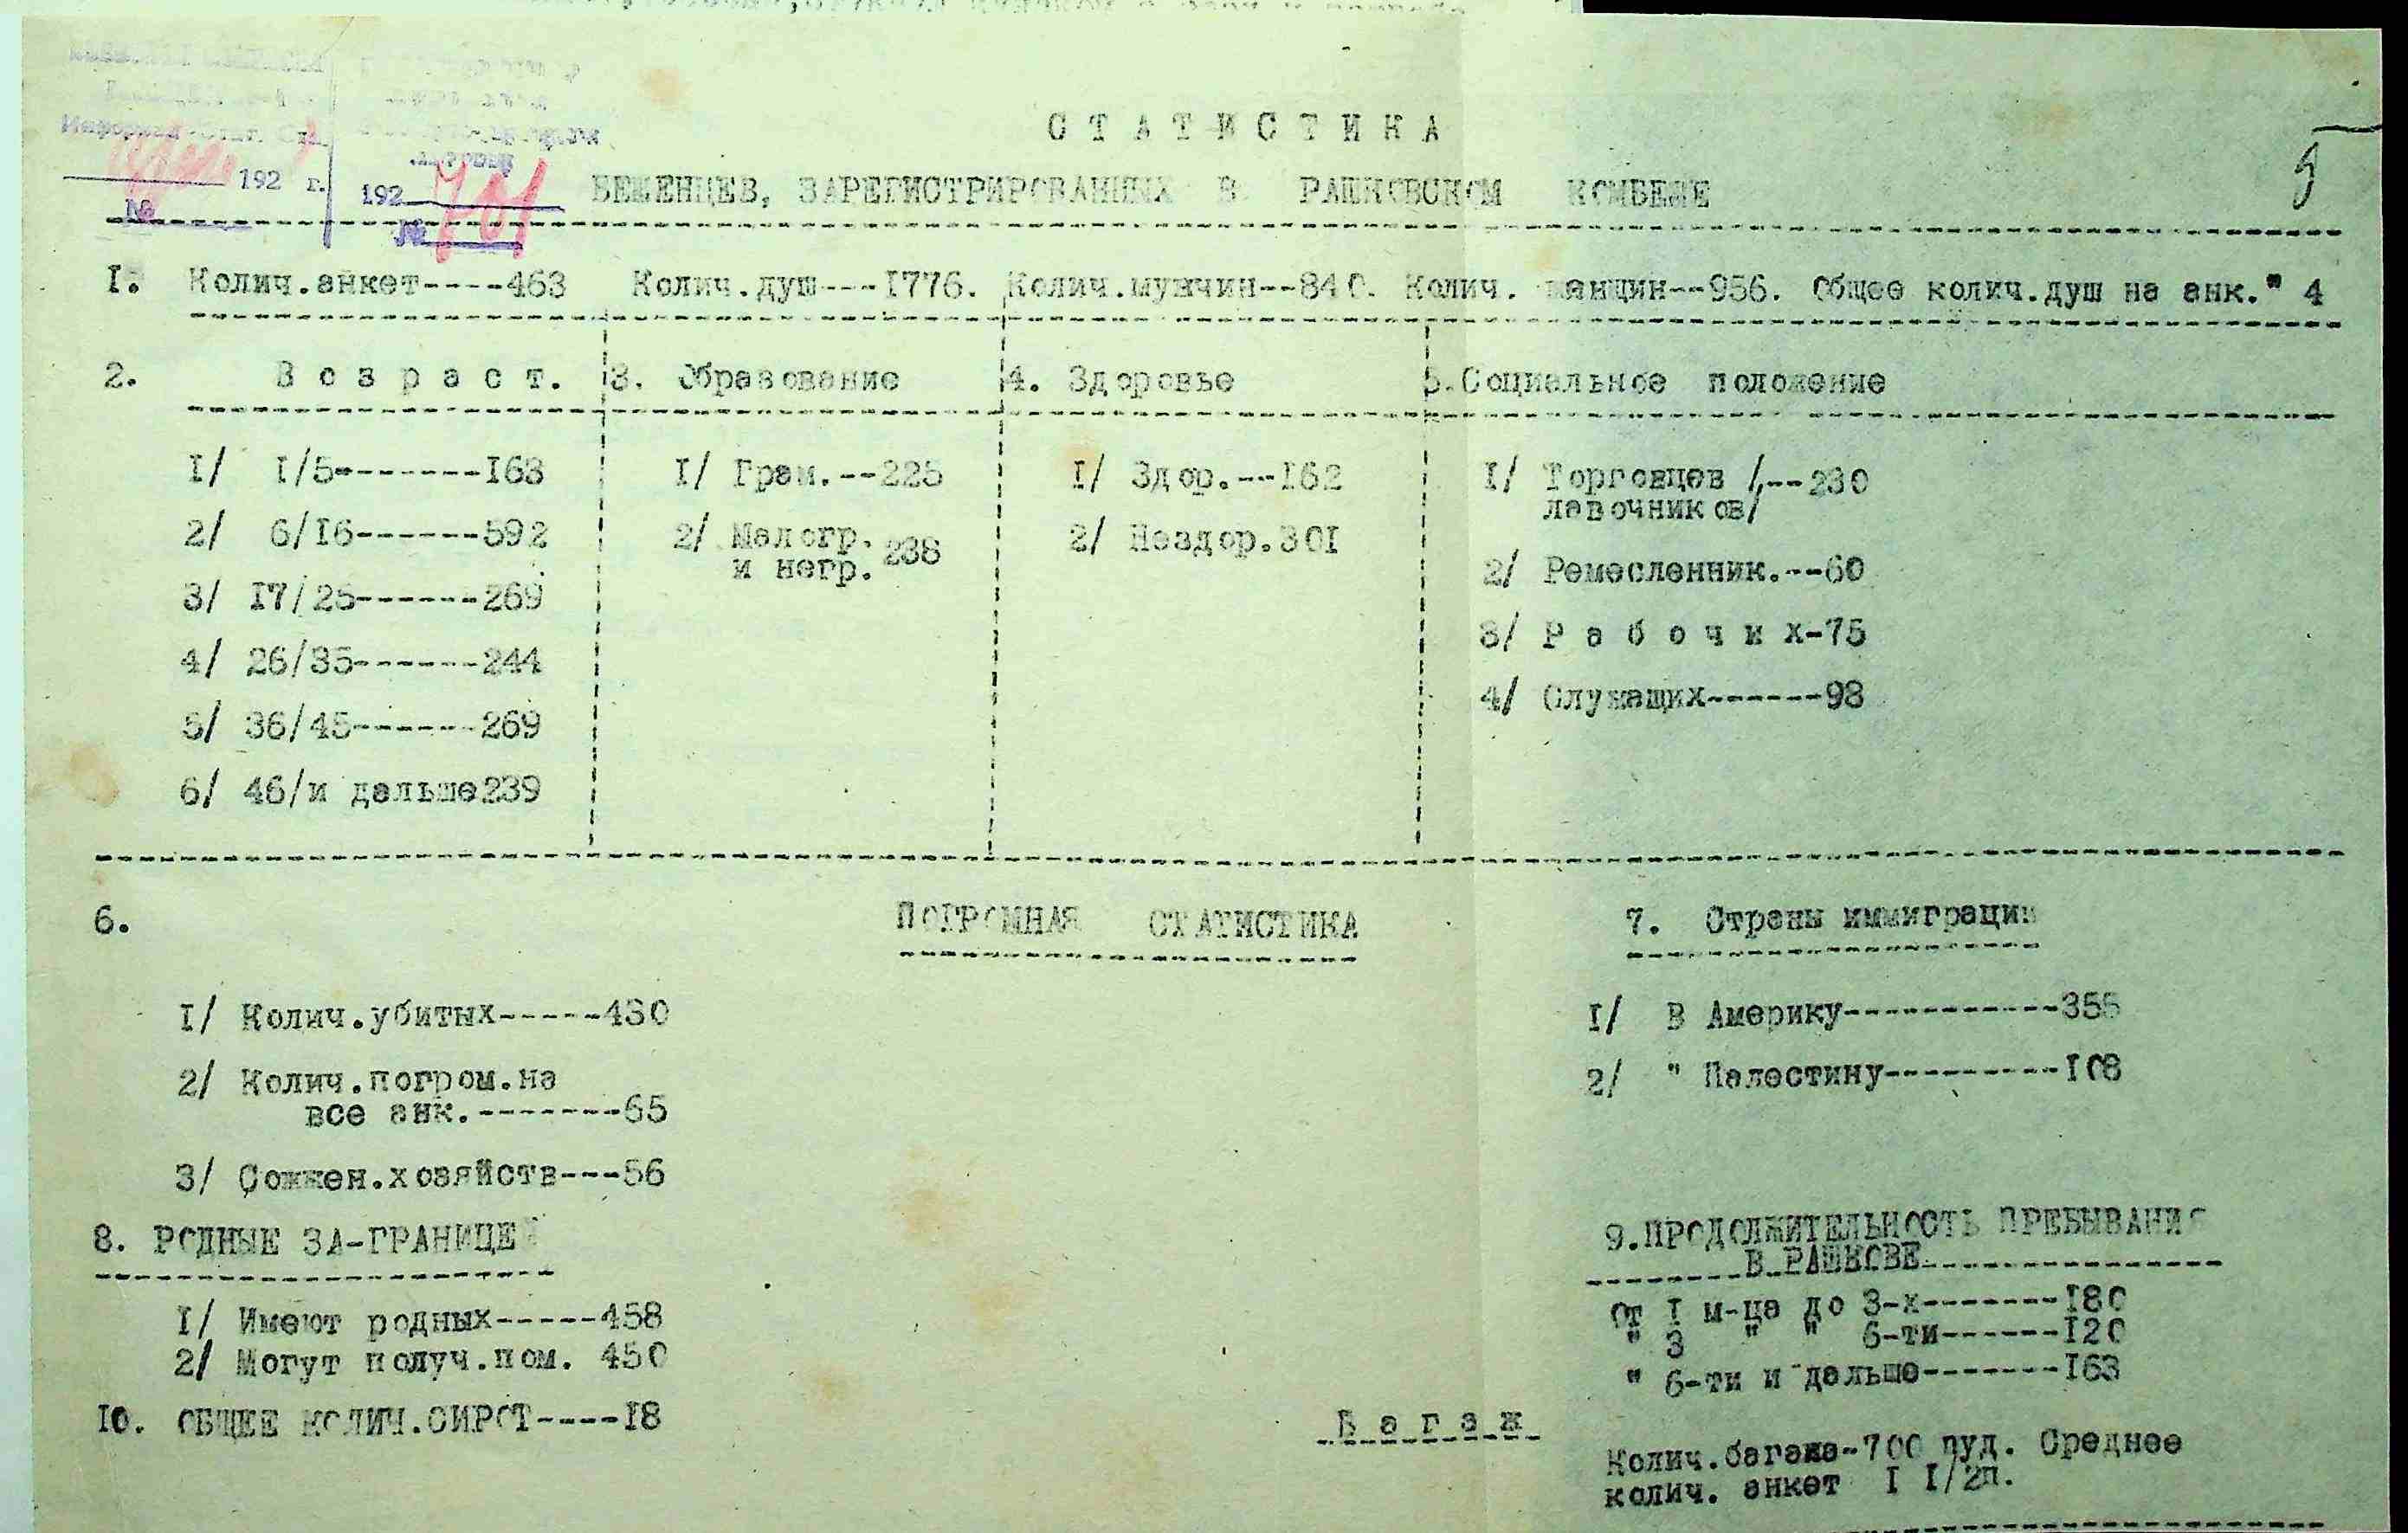 Информац.-Стат. Отд.
192 г.
№
192
№ 701
С Т А Т И С Т И К А
5
БЕЖЕНЦЕВ, ЗАРЕГИСТРИРОВАННЫХ В РАШКОВСКОМ КОМБЕЖЕ
I. Колич.анкет----463 Колич.душ---I776. Колич.мужчин--840. Колич. женщин--956. Общее колич.душ на анк." 4
2. В о з р а с т. 3. Образование 4. Здоровье 5.Социальное положение
I/ I/5--------I63
2/ 6/I6------592
3/ I7/25------269
4/ 26/35------244
5/ 36/45------269
6/ 46/и дальше239
I/ Грам.--225
2/ Малогр.
и негр. 238
I/ Здор.---I62
2/ Нездор.30I
I/ Торговцев /,--230
лавочников/
2/ Ремесленник.--60
3/ Р а б о ч и х-75
4/ Служащих------98
6. ПОГРОМНАЯ СТАТИСТИКА
I/ Колич.убитых-----430
2/ Колич.погром.на
все анк.--------65
3/ Сожжен.хозяйств---56
7. Страны иммиграции
I/ В Америку------------355
2/ " Палестину----------I08
8. РОДНЫЕ ЗА-ГРАНИЦЕЙ
I/ Имеют родных-----458
2/ Могут получ.пом. 450
9.ПРОДОЛЖИТЕЛЬНОСТЬ ПРЕБЫВАНИЯ
В РАШКОВЕ
От I м-ца до 3-х--------I80
" 3 " " 6-ти------I20
" 6-ти и дальше--------I63
I0. ОБЩЕЕ КОЛИЧ.СИРОТ----I8
Б а г а ж
Колич.багажа-700 пуд. Среднее
колич. анкет I I/2п.